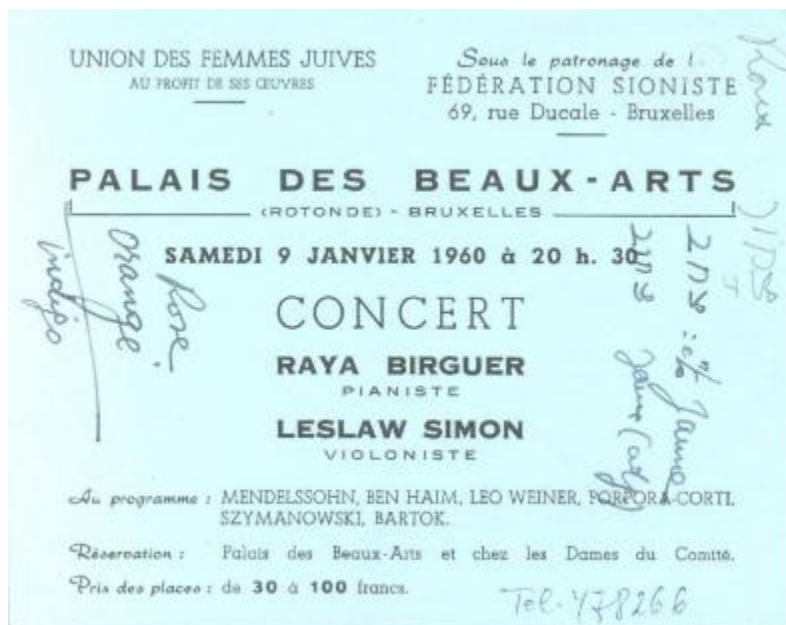 UNION DES FEMMES JUIVES
AU PROFIT DE SES ŒUVRES
Sous le patronage de l
FÉDÉRATION SIONISTE
69, rue Ducale - Bruxelles
PALAIS DES BEAUX-ARTS
(ROTONDE) - BRUXELLES
SAMEDI 9 JANVIER 1960 à 20 h. 30
CONCERT
RAYA BIRGUER
PIANISTE
LESLAW SIMON
VIOLONISTE
Au programme : MENDELSSOHN, BEN HAIM, LEO WEINER, PORPORA-CORTI,
SZYMANOWSKI, BARTOK.
Réservation : Palais des Beaux-Arts et chez les Dames du Comité.
Prix des places : de 30 à 100 francs.
Rose
orange
indigo
צהוב
צהוב
Jaune
Tel. 478266